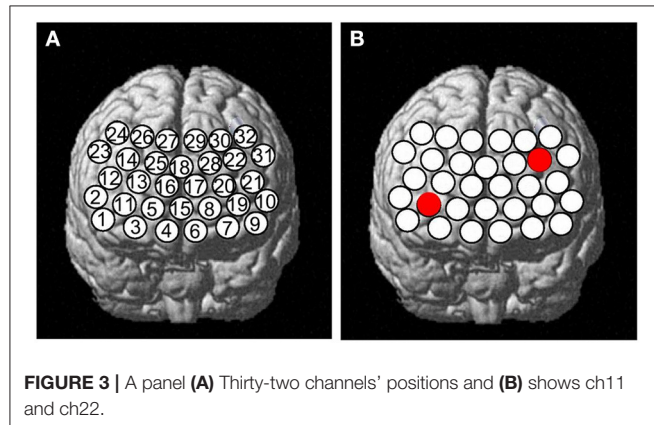 A
B
24 26 27 29 30 32
23 14 25 18 28 22 31
12 13 16 17 20 21
2 11 5 15 8 19 10
1 3 4 6 7 9
FIGURE 3 | A panel (A) Thirty-two channels' positions and (B) shows ch11
and ch22.